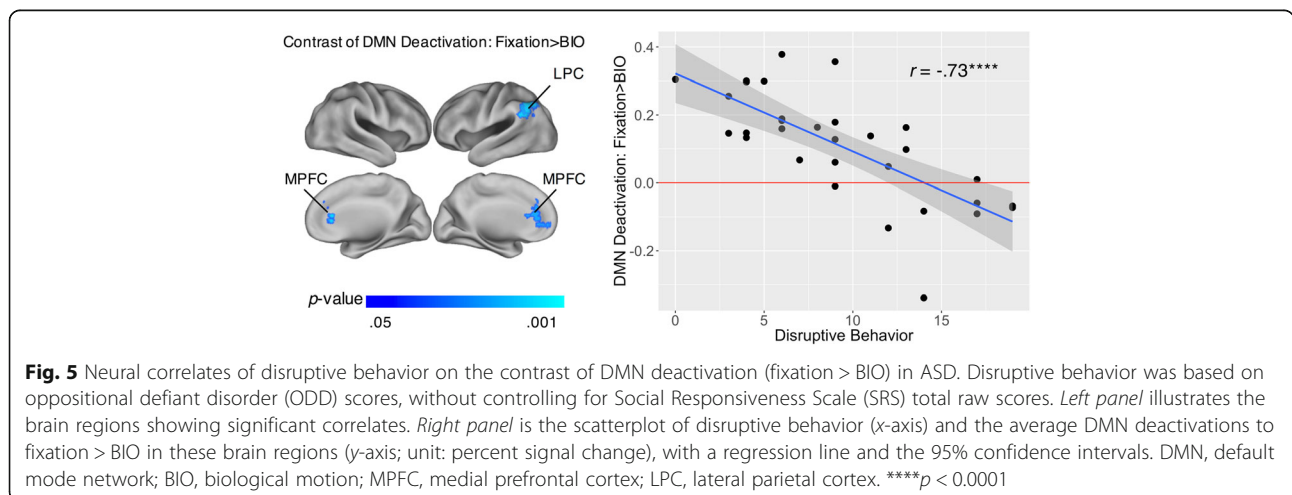 Contrast of DMN Deactivation: Fixation>BIO
LPC
MPFC
MPFC
p-value
.05
.001
DMN Deactivation: Fixation>BIO
0.4
0.2
0.0
-0.2
r = -.73****
0
5
10
15
Disruptive Behavior
Fig. 5 Neural correlates of disruptive behavior on the contrast of DMN deactivation (fixation > BIO) in ASD. Disruptive behavior was based on
oppositional defiant disorder (ODD) scores, without controlling for Social Responsiveness Scale (SRS) total raw scores. Left panel illustrates the
brain regions showing significant correlates. Right panel is the scatterplot of disruptive behavior (x-axis) and the average DMN deactivations to
fixation > BIO in these brain regions (y-axis; unit: percent signal change), with a regression line and the 95% confidence intervals. DMN, default
mode network; BIO, biological motion; MPFC, medial prefrontal cortex; LPC, lateral parietal cortex. ****p < 0.0001